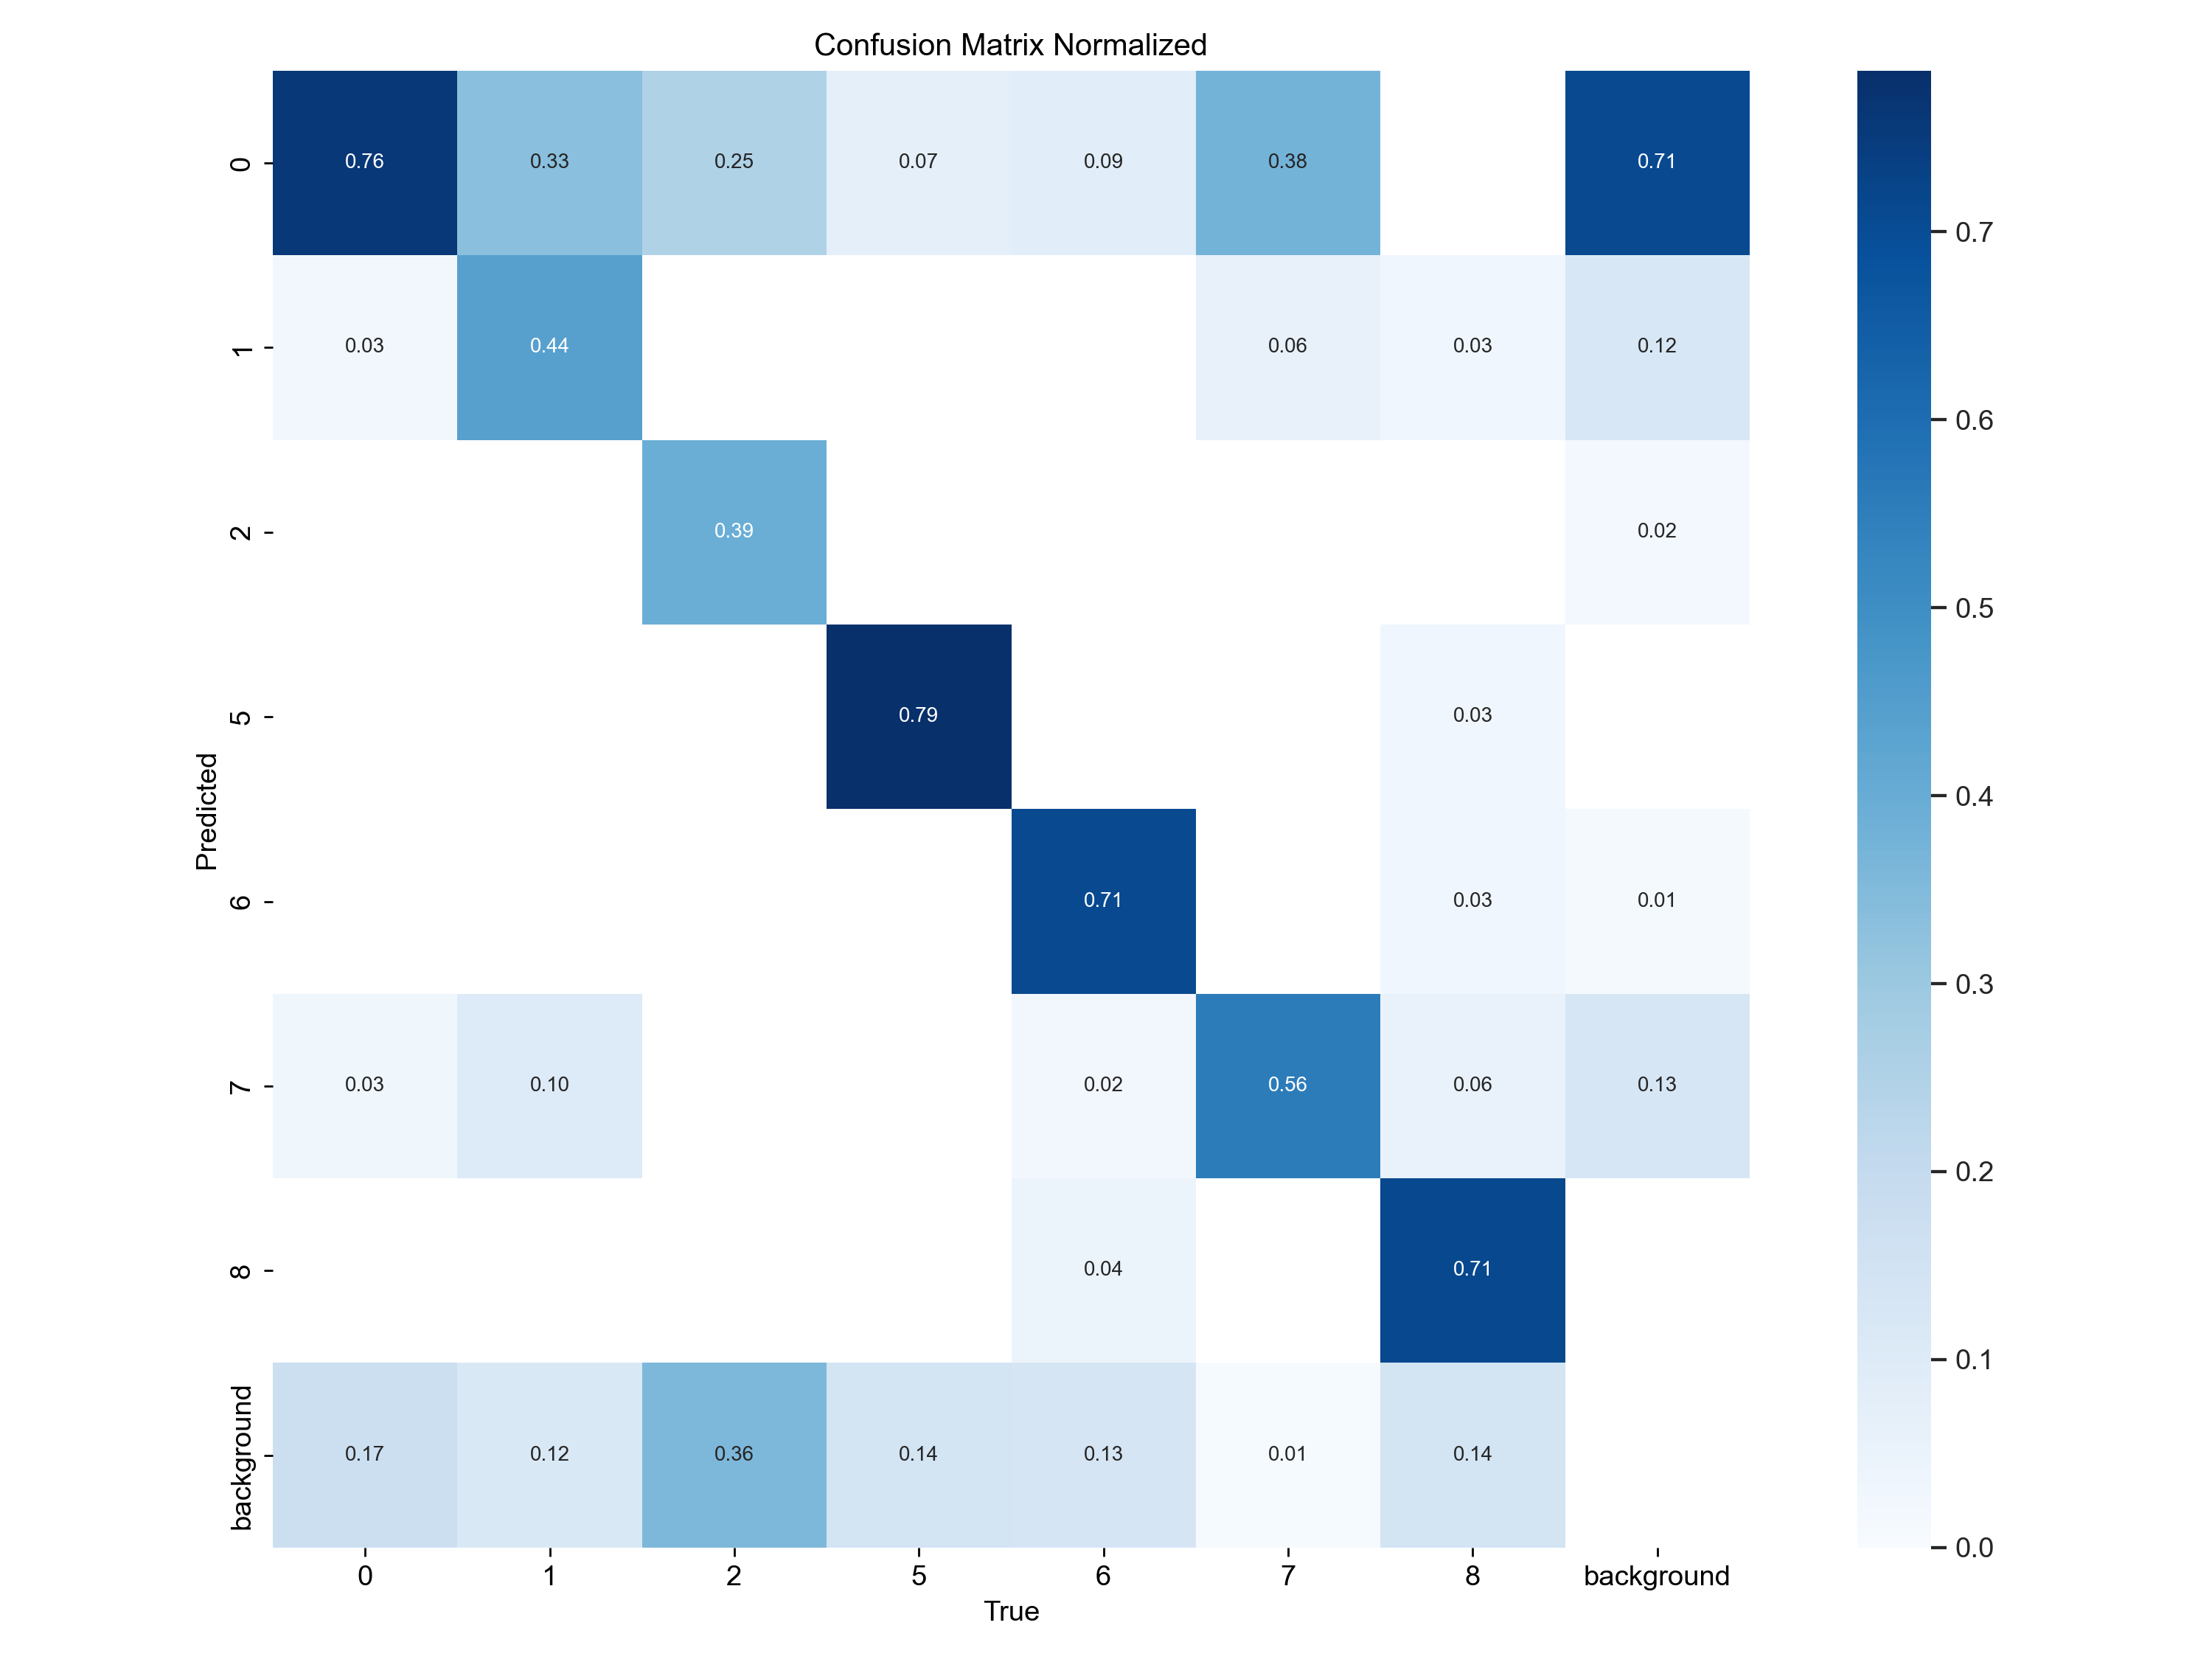 Confusion Matrix Normalized
0 0.76 0.33 0.25 0.07 0.09 0.38 0.71
1 0.03 0.44 0.06 0.03 0.12
2 0.39 0.02
5 0.79 0.03
6 0.71 0.03 0.01
7 0.03 0.10 0.02 0.56 0.06 0.13
8 0.04 0.71
background 0.17 0.12 0.36 0.14 0.13 0.01 0.14
0 1 2 5 6 7 8 background
True
Predicted
0.7
0.6
0.5
0.4
0.3
0.2
0.1
0.0